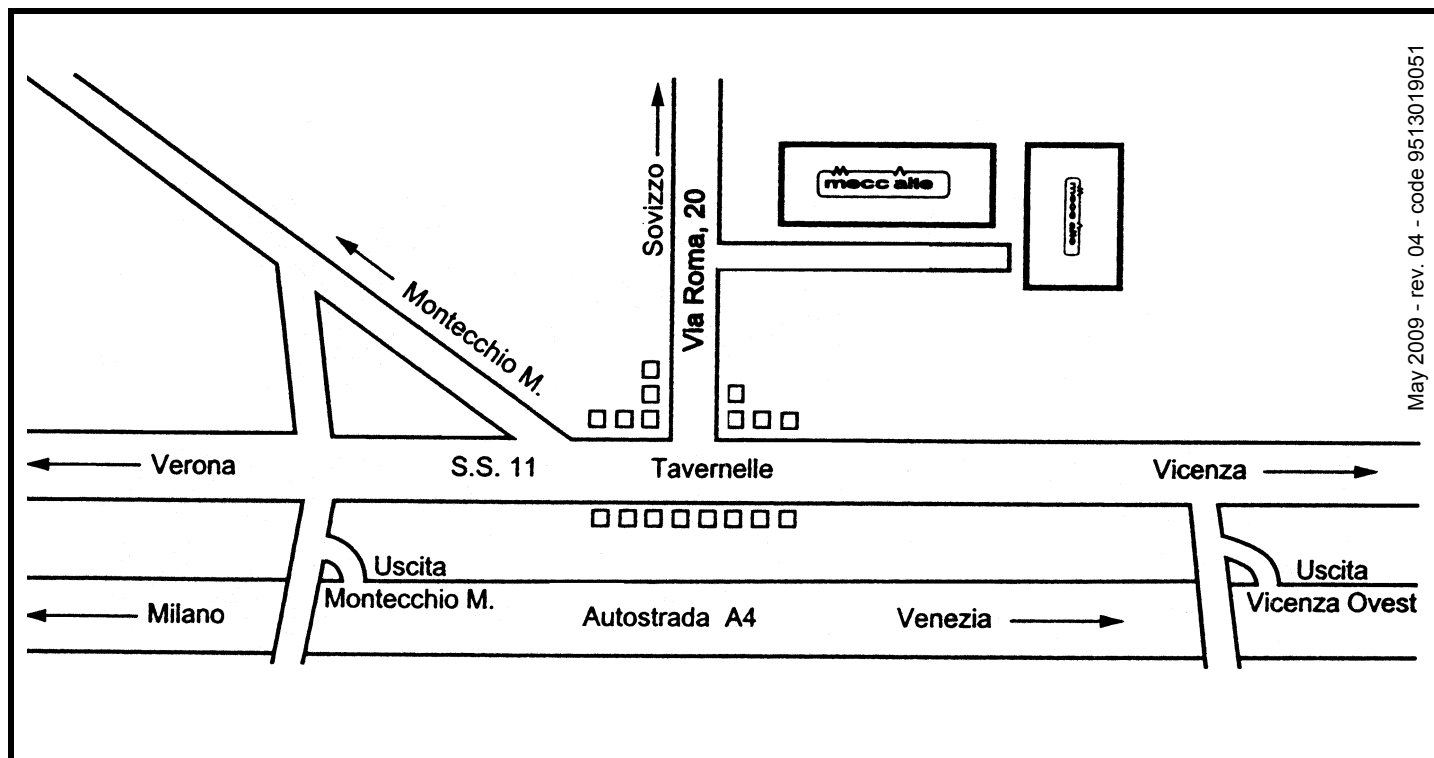 May 2009 - rev. 04 - code 9513019051
Sovizzo
Via Roma, 20
mecc alte
mecc alte
Montecchio M.
Verona
S.S. 11
Tavernelle
Vicenza
Uscita
Montecchio M.
Uscita
Vicenza Ovest
Milano
Autostrada A4
Venezia